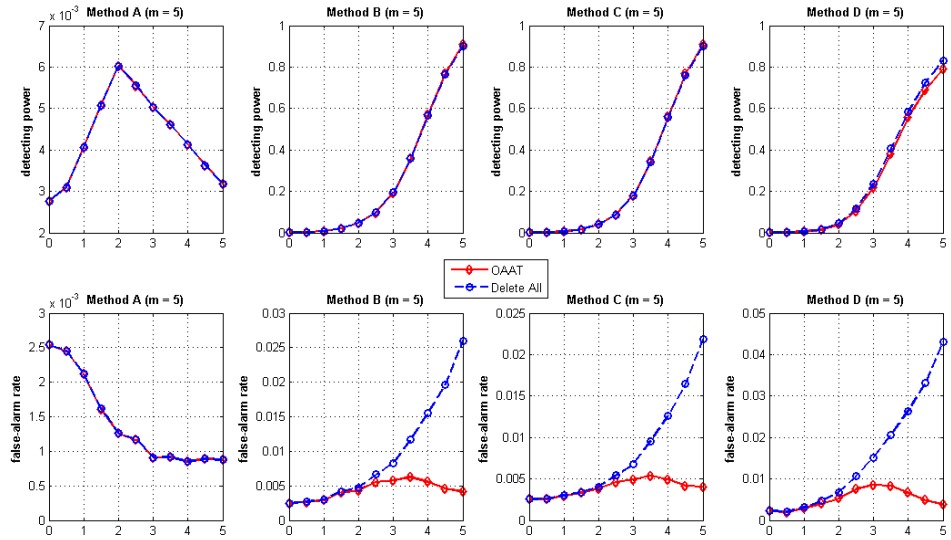 Method A (m = 5)
x 10⁻³
detecting power
7
6
5
4
3
2
0 1 2 3 4 5
Method B (m = 5)
detecting power
1
0.8
0.6
0.4
0.2
0
0 1 2 3 4 5
Method C (m = 5)
detecting power
1
0.8
0.6
0.4
0.2
0
0 1 2 3 4 5
Method D (m = 5)
detecting power
1
0.8
0.6
0.4
0.2
0
0 1 2 3 4 5
OAAT
Delete All
Method A (m = 5)
x 10⁻³
false-alarm rate
3
2.5
2
1.5
1
0.5
0
0 1 2 3 4 5
Method B (m = 5)
false-alarm rate
0.03
0.025
0.02
0.015
0.01
0.005
0
0 1 2 3 4 5
Method C (m = 5)
false-alarm rate
0.025
0.02
0.015
0.01
0.005
0
0 1 2 3 4 5
Method D (m = 5)
false-alarm rate
0.05
0.04
0.03
0.02
0.01
0
0 1 2 3 4 5